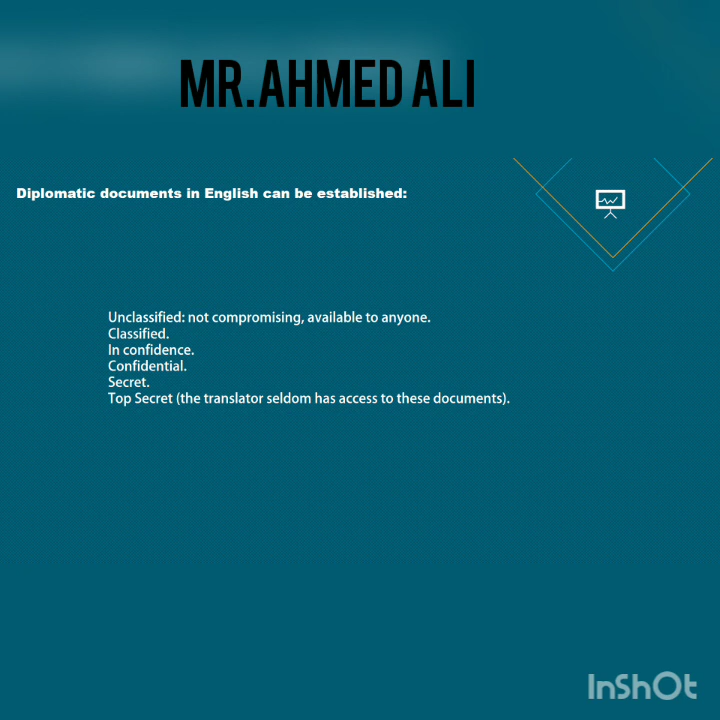 MR.AHMED ALI
Diplomatic documents in English can be established:
Unclassified: not compromising, available to anyone.
Classified.
In confidence.
Confidential.
Secret.
Top Secret (the translator seldom has access to these documents).
InShOt